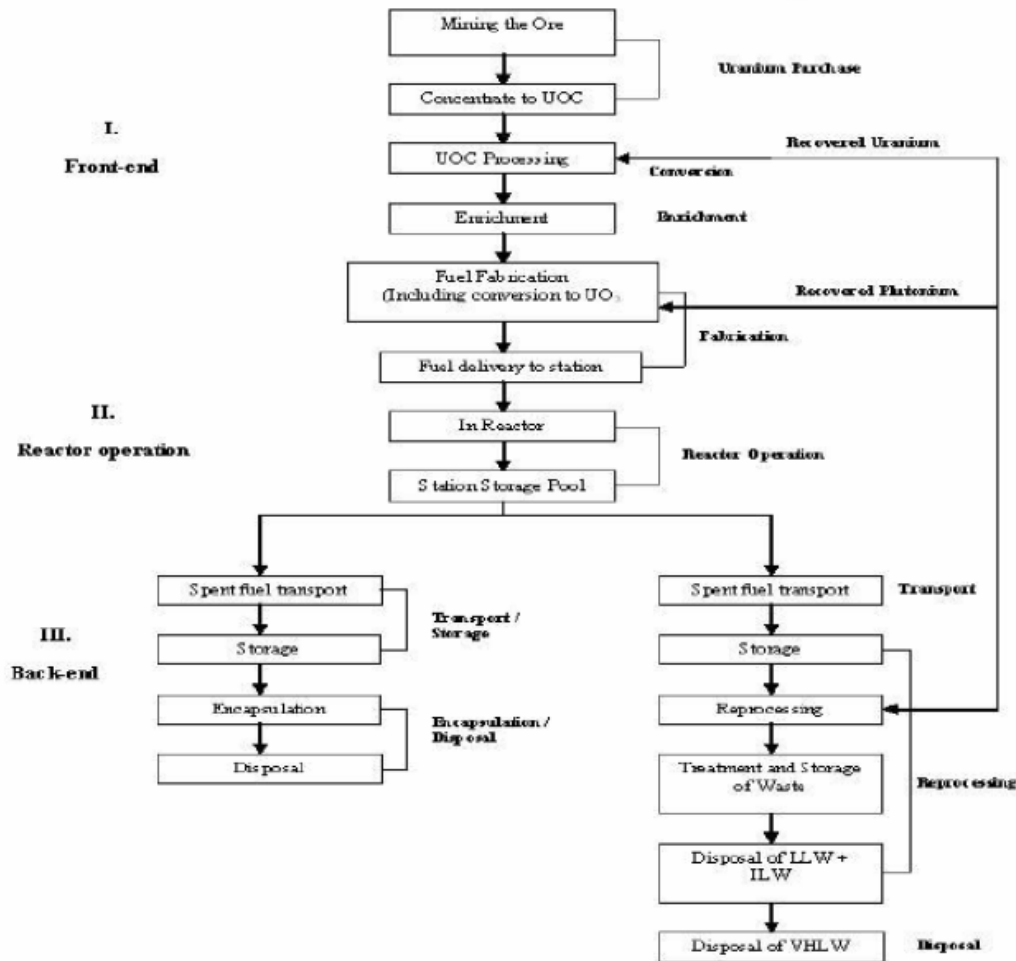 Mining the Ore
Uranium Purchase
Concentrate to UOC
I.
Front-end
Recovered Uranium
UOC Processing
Conversion
Enrichment
Enrichment
Fuel Fabrication
(Including conversion to UO
Recovered Plutonium
Fabrication
Fuel delivery to station
II.
Reactor operation
In Reactor
Reactor Operation
Station Storage Pool
Spent fuel transport
Spent fuel transport
Transport
Transport /
Storage
III.
Back-end
Storage
Storage
Encapsulation
Reprocessing
Encapsulation /
Disposal
Disposal
Treatment and Storage
of Waste
Reprocessing
Disposal of LLW +
ILW
Disposal of VHLW
Disposal